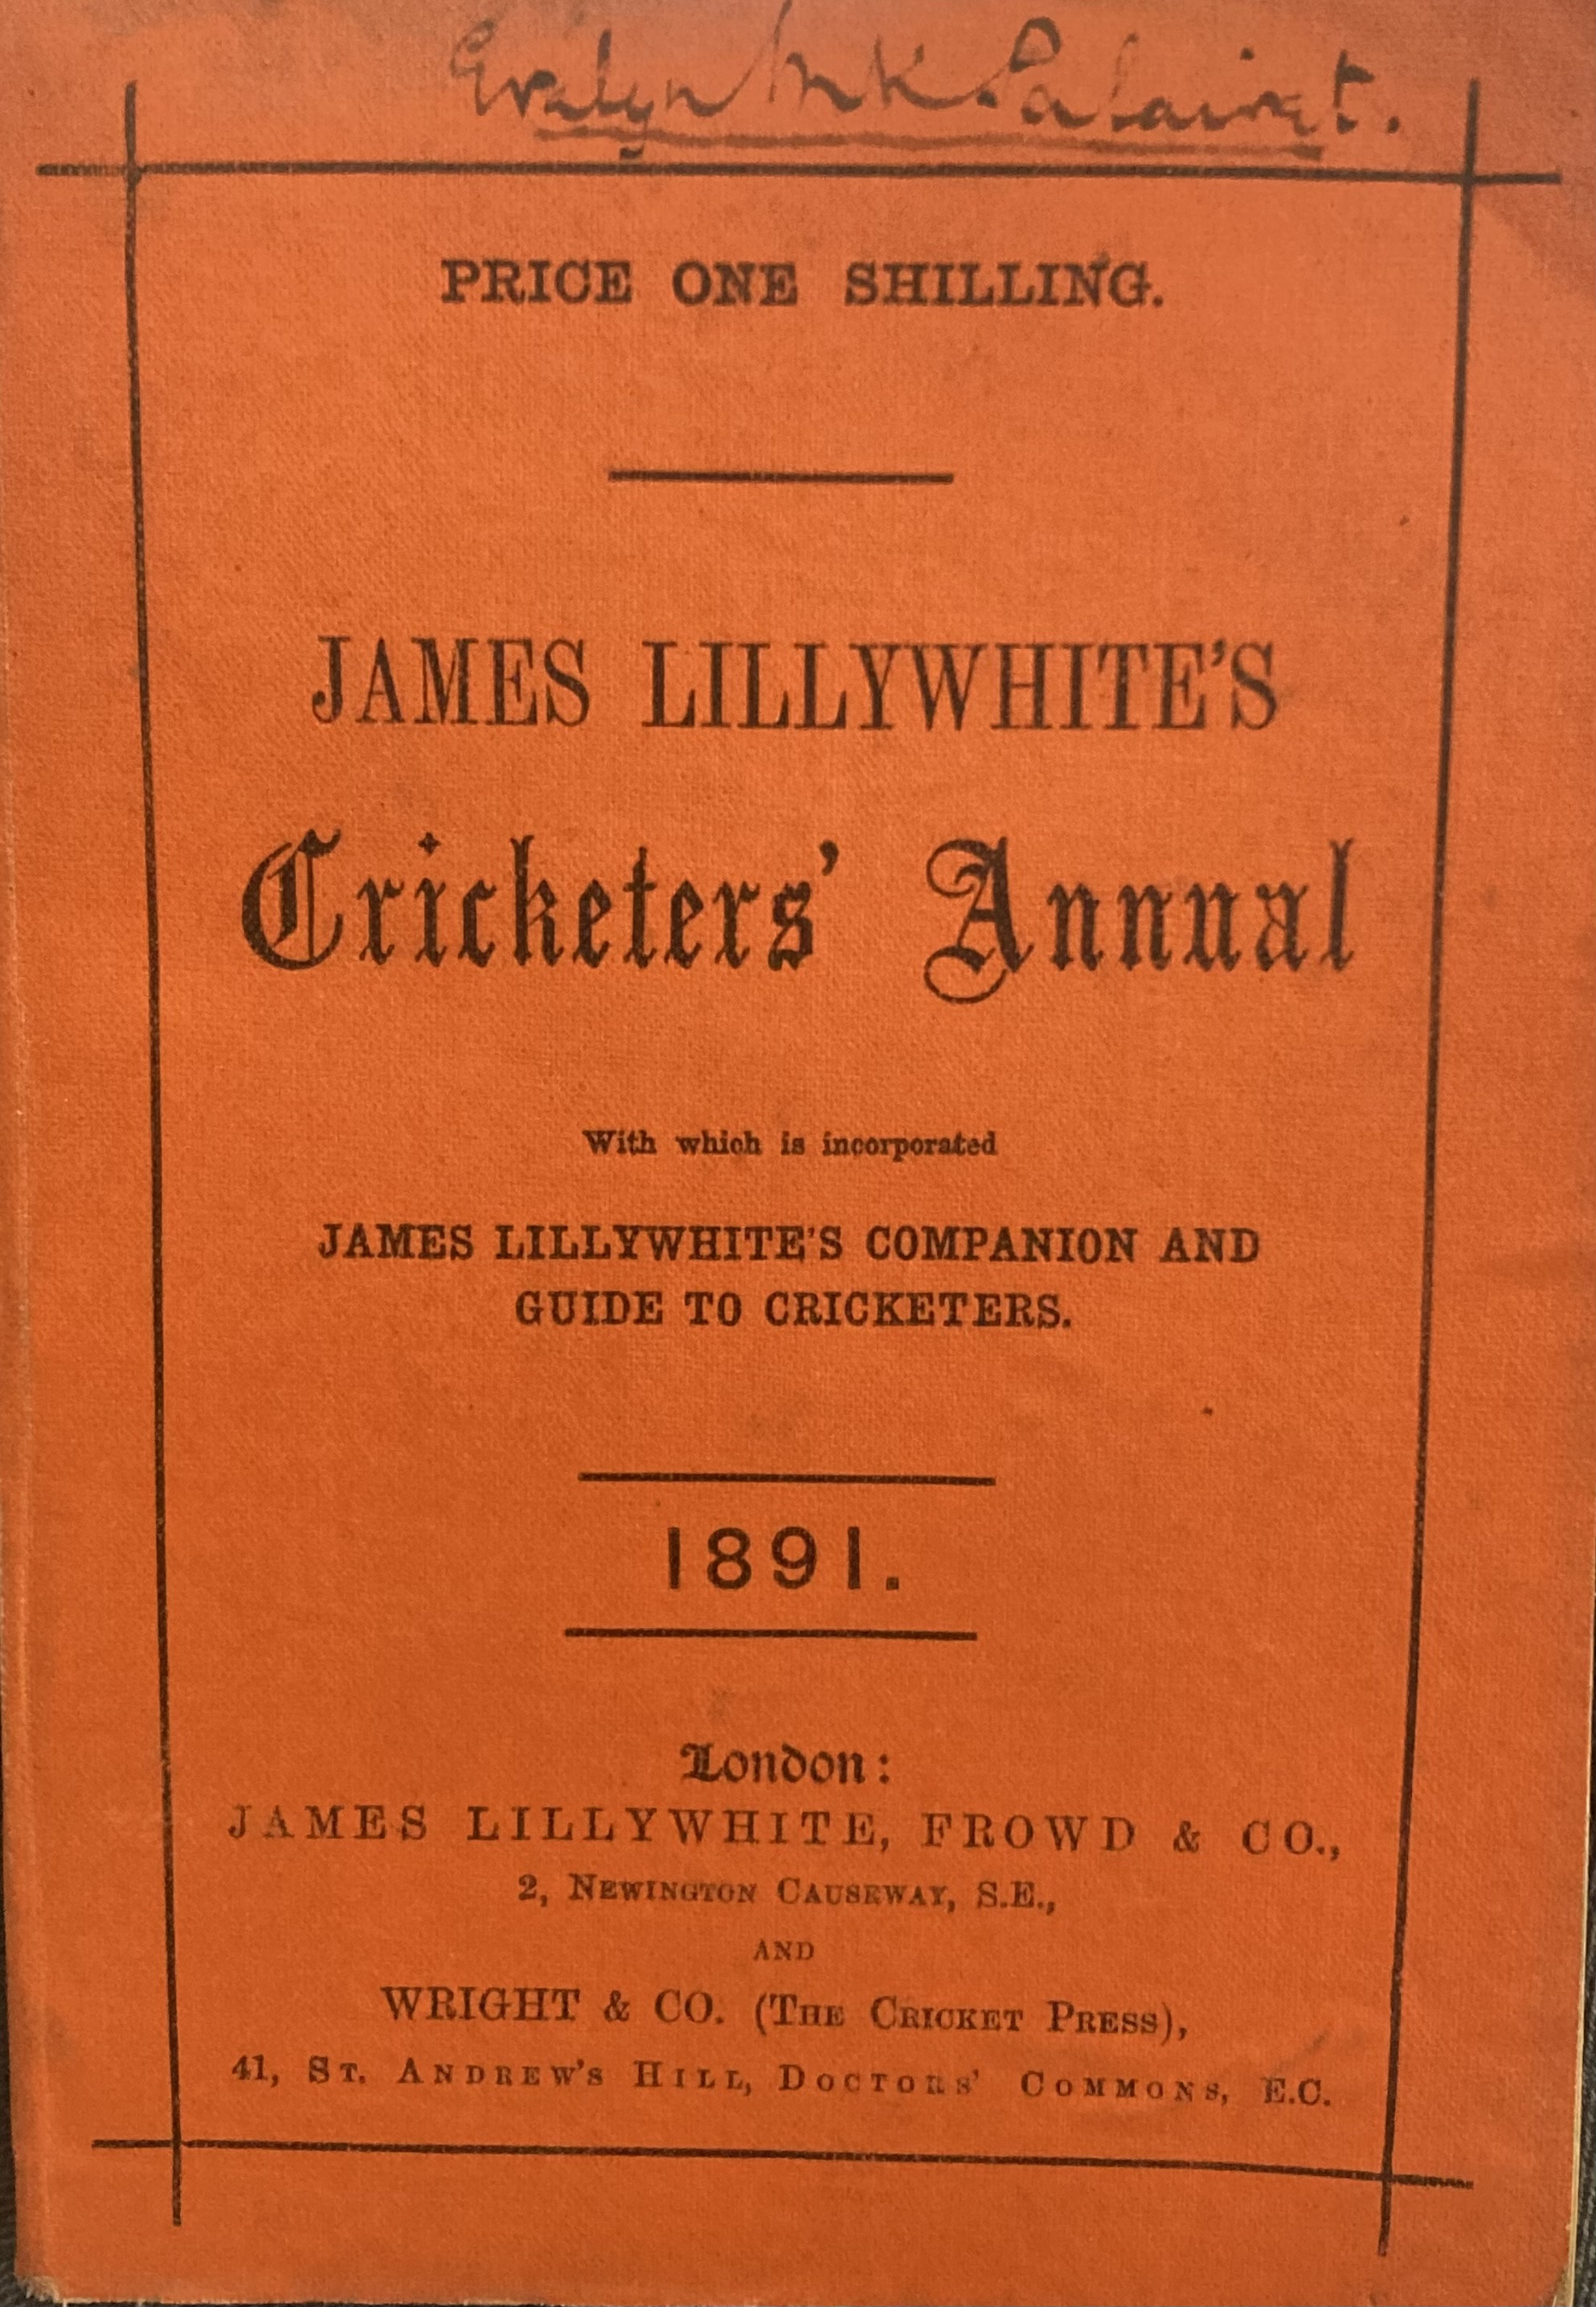 Evelyn M K Palairet.
PRICE ONE SHILLING.
JAMES LILLYWHITE'S
Cricketers' Annual
With which is incorporated
JAMES LILLYWHITE'S COMPANION AND
GUIDE TO CRICKETERS.
1891.
London:
JAMES LILLYWHITE, FROWD & CO.,
2, NEWINGTON CAUSEWAY, S.E.,
AND
WRIGHT & CO. (THE CRICKET PRESS),
41, ST. ANDREW'S HILL, DOCTORS' COMMONS, E.C.